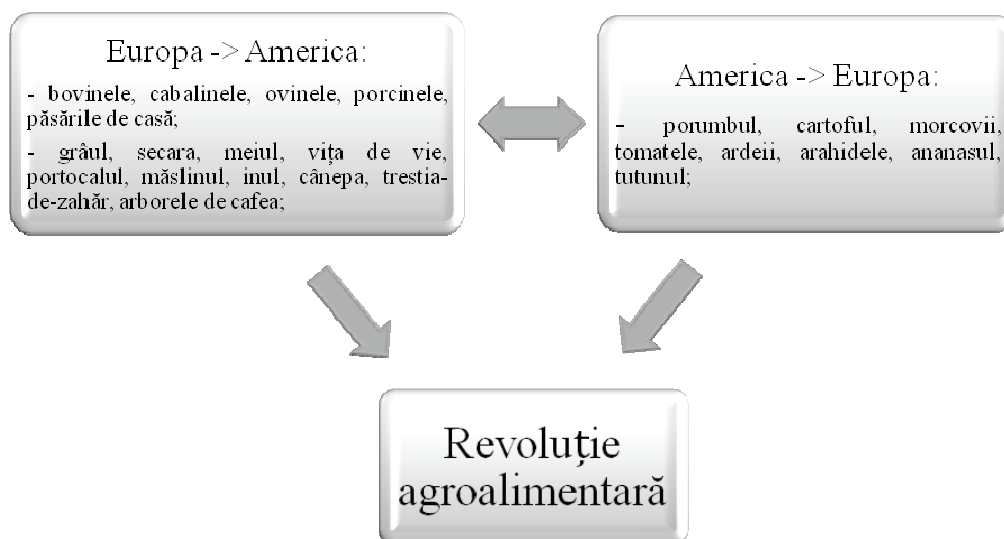 Europa -> America:
- bovinele, cabalinele, ovinele, porcinele,
păsările de casă;
- grâul, secara, meiul, vița de vie,
portocalul, măslinul, inul, cânepa, trestia-
de-zahăr, arborele de cafea;
America -> Europa:
- porumbul, cartoful, morcovii,
tomatele, ardeii, arahidele, ananasul,
tutunul;
Revoluție
agroalimentară